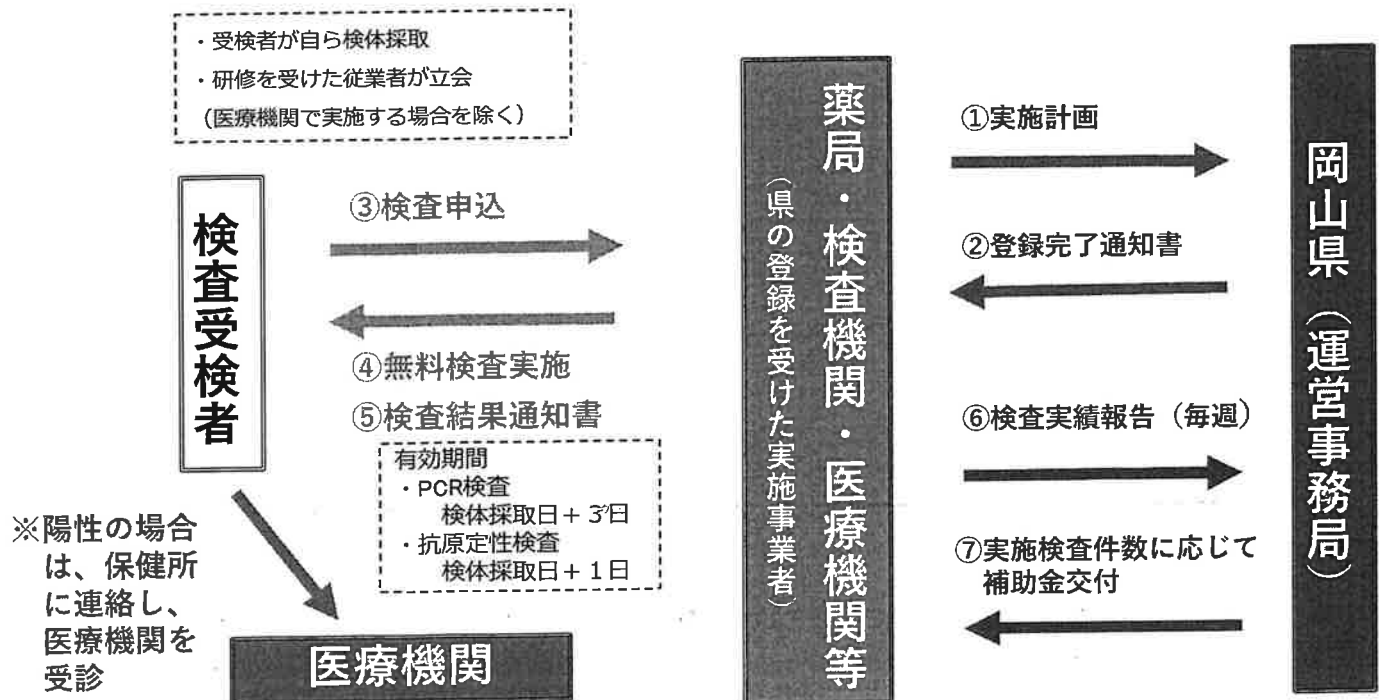 ・受検者が自ら検体採取
・研修を受けた従業者が立会
（医療機関で実施する場合を除く）
検査受検者
③検査申込
④無料検査実施
⑤検査結果通知書
有効期間
・PCR検査
検体採取日＋3日
・抗原定性検査
検体採取日＋1日
※陽性の場合
は、保健所
に連絡し、
医療機関を
受診
医療機関
薬局・検査機関・医療機関等
（県の登録を受けた実施事業者）
①実施計画
②登録完了通知書
⑥検査実績報告（毎週）
⑦実施検査件数に応じて
補助金交付
岡山県（運営事務局）